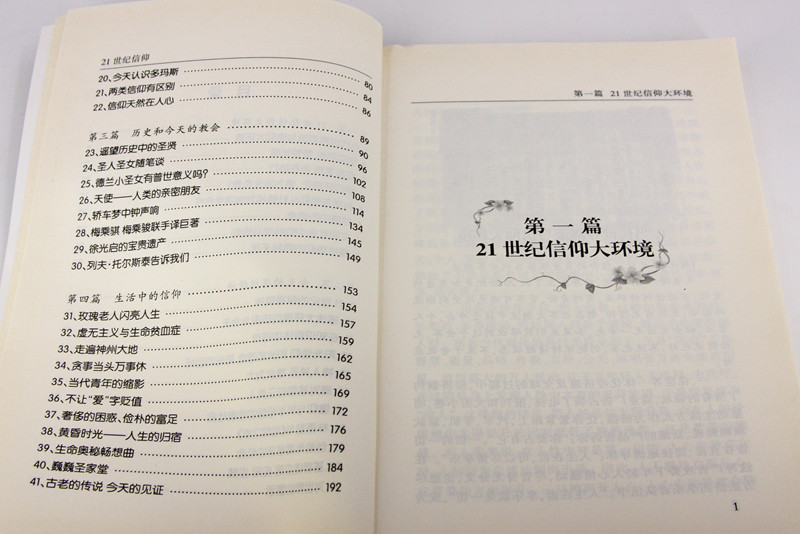 21 世纪信仰
20、今天认识多玛斯 80
21、两类信仰有区别 84
22、信仰天然在人心 86
第三篇 历史和今天的教会 89
23、遥望历史中的圣贤 90
24、圣人圣女随笔谈 96
25、德兰小圣女有普世意义吗? 102
26、天使——人类的亲密朋友 108
27、轿车梦中钟声响 114
28、梅乘骐 梅乘骏联手译巨著 134
29、徐光启的宝贵遗产 145
30、列夫·托尔斯泰告诉我们 149
第四篇 生活中的信仰 153
31、玫瑰老人闪亮人生 154
32、虚无主义与生命贫血症 157
33、走遍神州大地 159
34、贪事当头万事休 162
35、当代青年的缩影 165
36、不让“爱”字贬值 169
37、奢侈的困惑、俭朴的富足 172
38、黄昏时光——人生的归宿 176
39、生命奥秘畅想曲 179
40、巍巍圣家堂 184
41、古老的传说 今天的见证 192
第一篇 21 世纪信仰大环境
第一篇
21 世纪信仰大环境
1